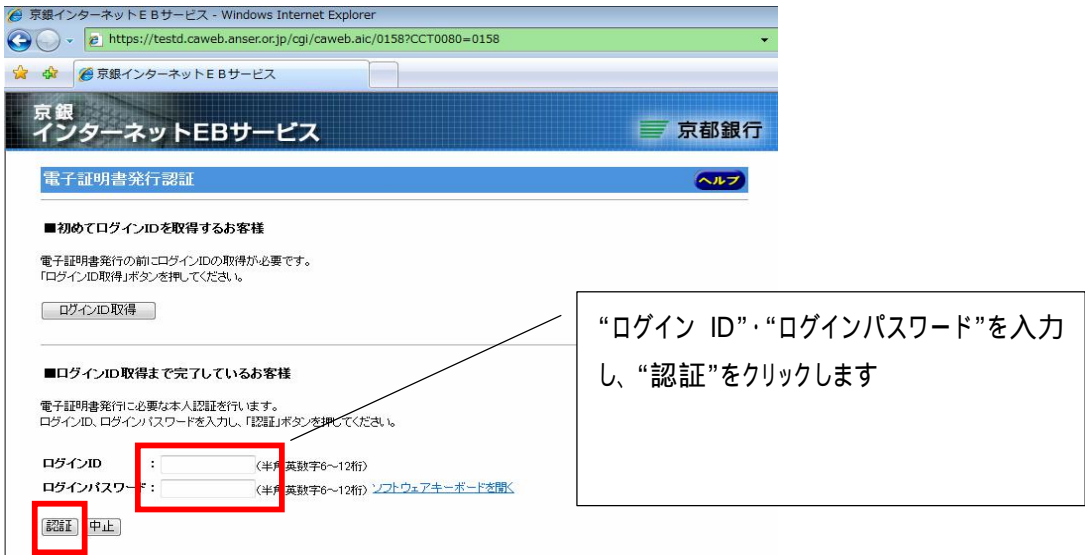 京銀インターネットＥＢサービス - Windows Internet Explorer
https://testd.caweb.anser.or.jp/cgi/caweb.aic/0158?CCT0080=0158
京銀インターネットＥＢサービス
京銀
インターネットEBサービス
京都銀行
電子証明書発行認証
ヘルプ
■初めてログインIDを取得するお客様
電子証明書発行の前にログインIDの取得が必要です。
「ログインID取得」ボタンを押してください。
ログインID取得
“ログイン ID”・“ログインパスワード”を入力
し、“認証”をクリックします
■ログインID取得まで完了しているお客様
電子証明書発行に必要な本人認証を行います。
ログインID、ログインパスワードを入力し、「認証」ボタンを押してください。
ログインID : (半角英数字6～12桁)
ログインパスワード : (半角英数字6～12桁) ソフトウェアキーボードを開く
認証 中止